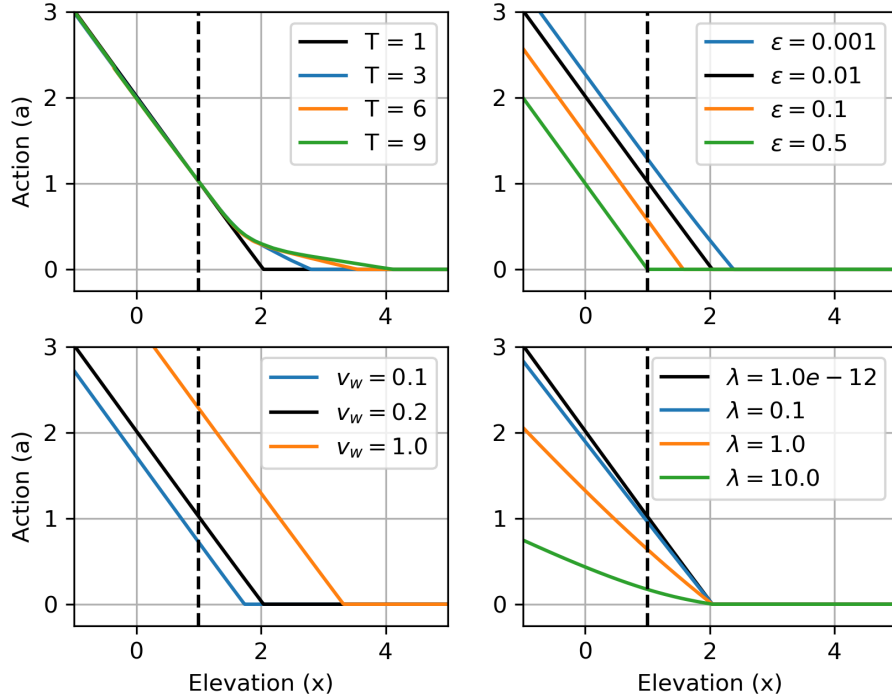 3
2
1
0
Action (a)
0
2
4
T = 1
T = 3
T = 6
T = 9
3
2
1
0
0
2
4
ε = 0.001
ε = 0.01
ε = 0.1
ε = 0.5
3
2
1
0
Action (a)
0
2
4
Elevation (x)
v_w = 0.1
v_w = 0.2
v_w = 1.0
3
2
1
0
0
2
4
Elevation (x)
λ = 1.0e − 12
λ = 0.1
λ = 1.0
λ = 10.0